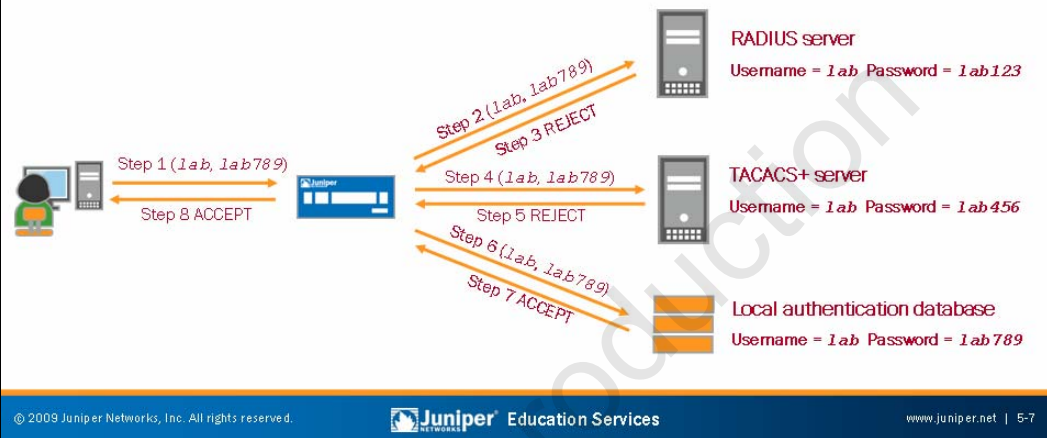 RADIUS server
Username = lab Password = lab123
Step 2 (lab, lab789)
Step 3 REJECT
Step 1 (lab, lab789)
Step 8 ACCEPT
Juniper
Step 4 (lab, lab789)
Step 5 REJECT
TACACS+ server
Username = lab Password = lab456
Step 6 (lab, lab789)
Step 7 ACCEPT
Local authentication database
Username = lab Password = lab789
oduction
© 2009 Juniper Networks, Inc. All rights reserved.
Juniper NETWORKS Education Services
www.juniper.net | 5-7